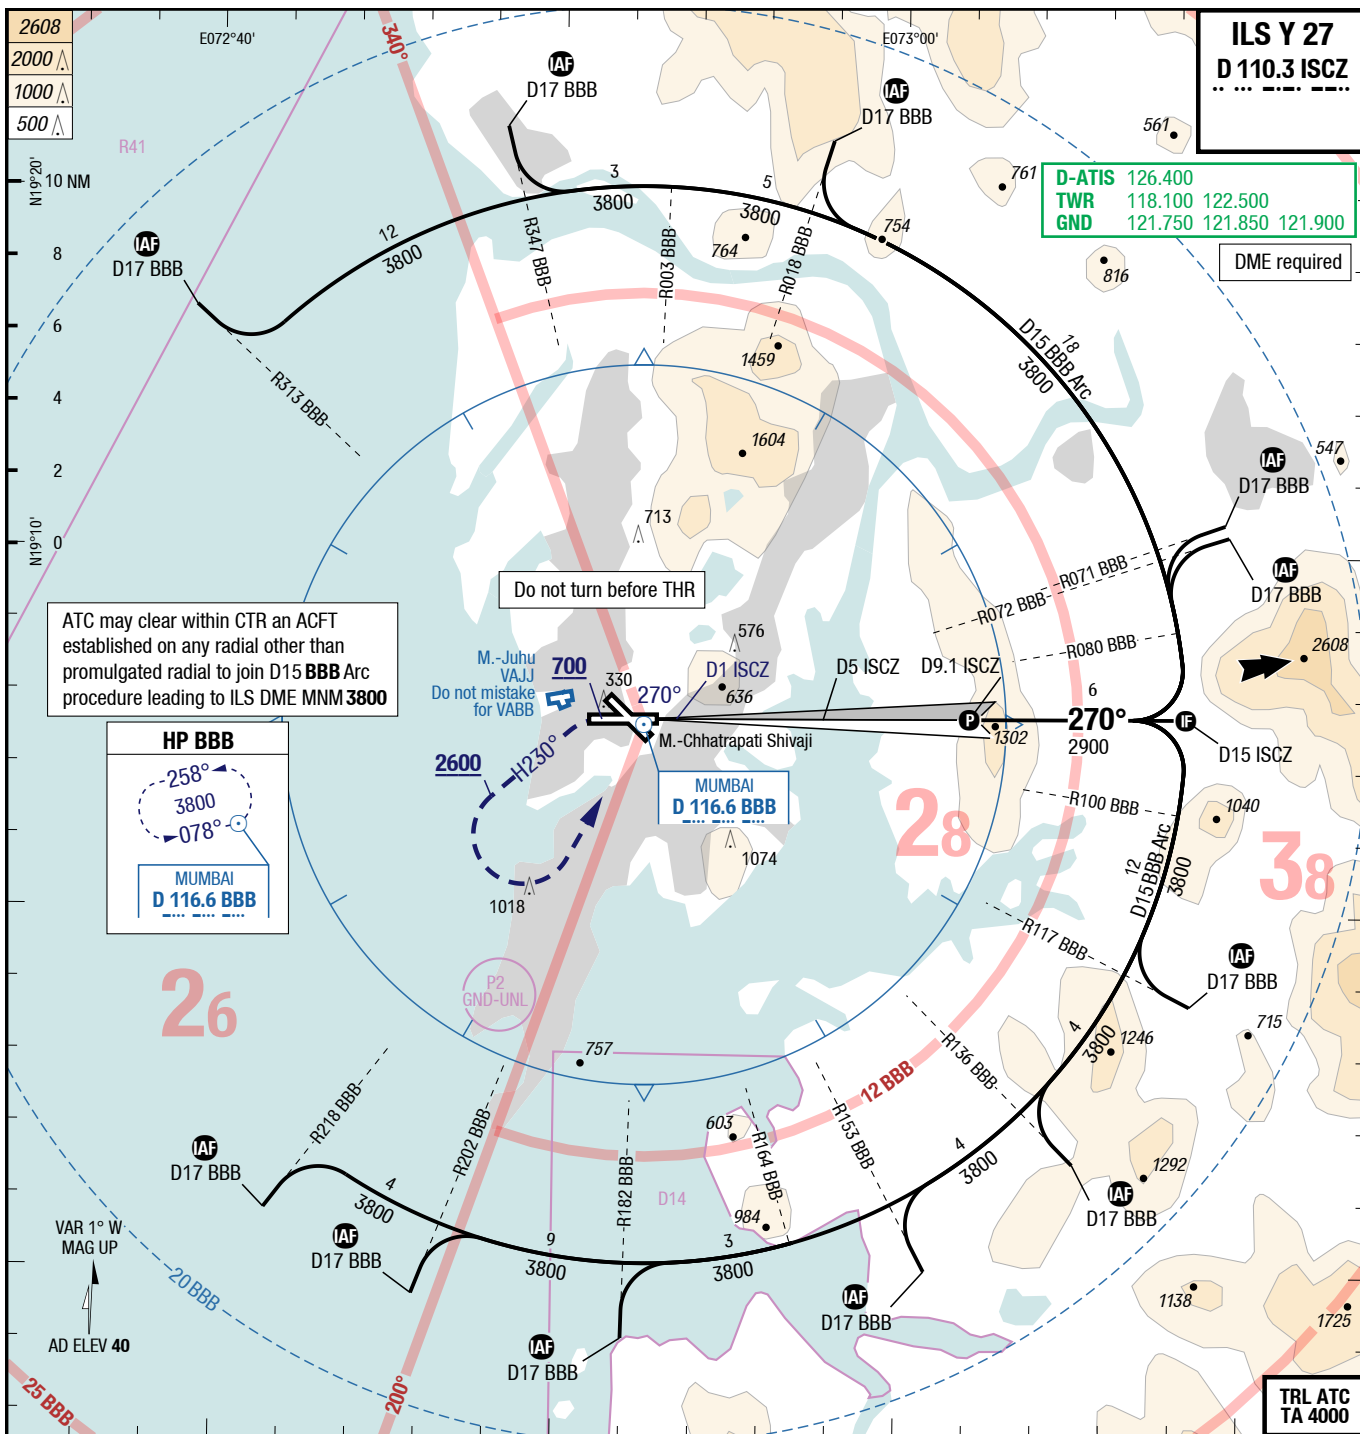 2608
2000
1000
500
E072°40'
E073°00'
ILS Y 27
D 110.3 ISCZ
340°
IAF
D17 BBB
IAF
D17 BBB
561
R41
761
D-ATIS 126.400
TWR 118.100 122.500
GND 121.750 121.850 121.900
DME required
N19°20'
10 NM
8
6
4
2
0
N19°10'
3
3800
5
3800
12
3800
754
764
816
IAF
D17 BBB
R347 BBB
R003 BBB
R018 BBB
18
D15 BBB Arc
3800
1459
R313 BBB
1604
547
IAF
D17 BBB
713
Do not turn before THR
R071 BBB
R072 BBB
IAF
D17 BBB
R080 BBB
2608
ATC may clear within CTR an ACFT
established on any radial other than
promulgated radial to join D15 BBB Arc
procedure leading to ILS DME MNM 3800
M.-Juhu
VAJJ
Do not mistake
for VABB
700
330
576
270°
D1 ISCZ
636
D5 ISCZ
D9.1 ISCZ
P
1302
6
270°
2900
IF
D15 ISCZ
M.-Chhatrapati Shivaji
HP BBB
258°
3800
078°
MUMBAI
D 116.6 BBB
2600
H230°
MUMBAI
D 116.6 BBB
28
R100 BBB
1040
1074
1018
12
D15 BBB Arc
3800
38
R117 BBB
IAF
D17 BBB
26
P2
GND-UNL
715
757
R136 BBB
4
3800
1246
12 BBB
R218 BBB
R202 BBB
603
R153 BBB
R164 BBB
4
3800
1292
IAF
D17 BBB
IAF
D17 BBB
4
3800
R182 BBB
D14
984
VAR 1° W
MAG UP
IAF
D17 BBB
9
3800
3
3800
20 BBB
IAF
D17 BBB
1138
1725
AD ELEV 40
IAF
D17 BBB
25 BBB
200°
TRL ATC
TA 4000